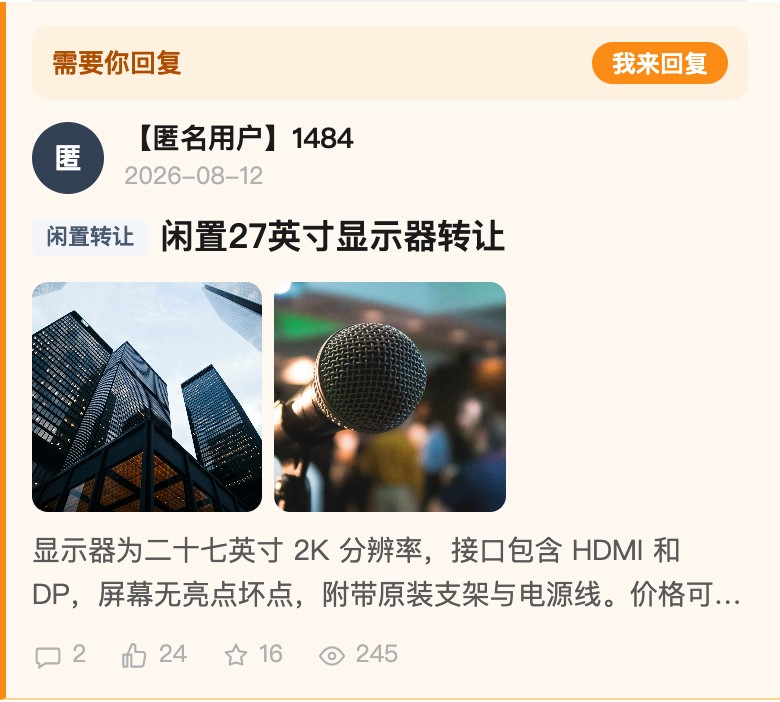 需要你回复
我来回复
匿
【匿名用户】1484
2026-08-12
闲置转让
闲置27英寸显示器转让
显示器为二十七英寸 2K 分辨率，接口包含 HDMI 和
DP，屏幕无亮点坏点，附带原装支架与电源线。价格可...
2
24
16
245